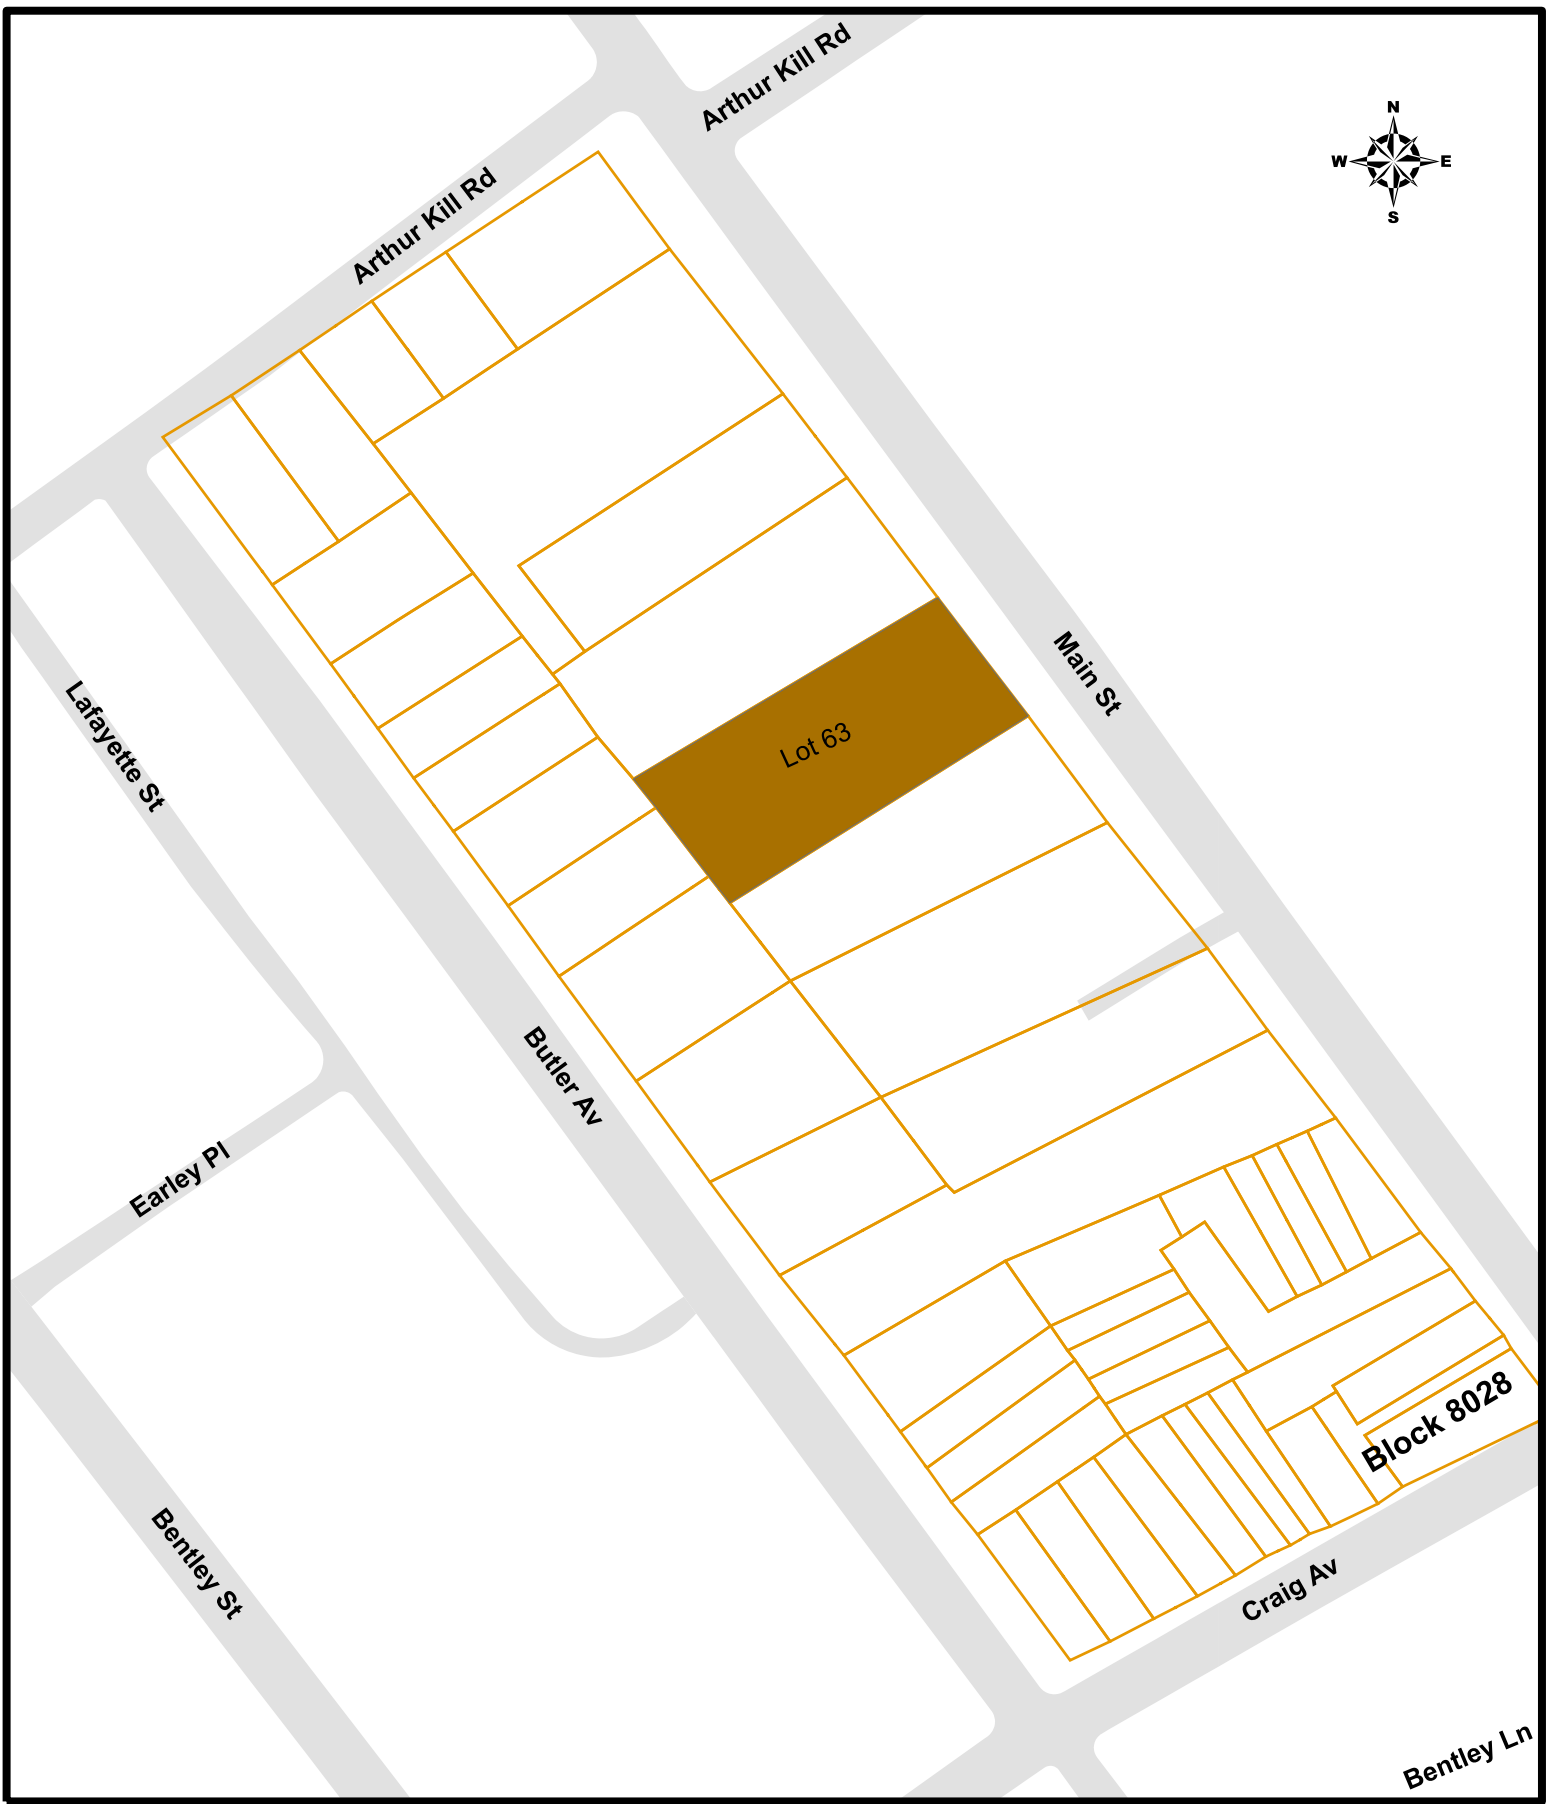 Arthur Kill Rd
N
W
E
S
Arthur Kill Rd
Main St
Lafayette St
Lot 63
Butler Av
Earley Pl
Block 8028
Bentley St
Craig Av
Bentley Ln